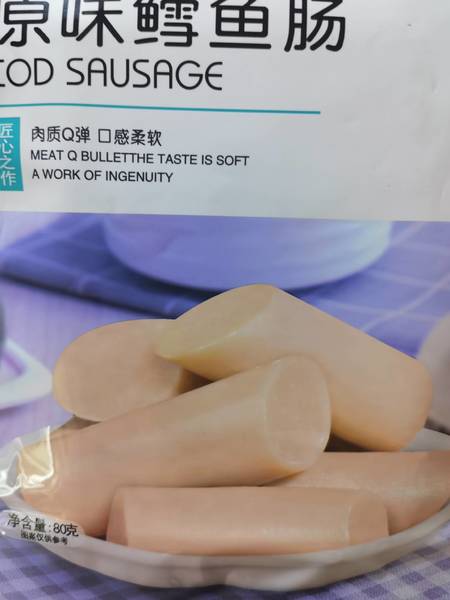 原味鳕鱼肠
COD SAUSAGE
匠心之作
肉质Q弹 口感柔软
MEAT Q BULLETTHE TASTE IS SOFT
A WORK OF INGENUITY
净含量:80克
图案仅供参考